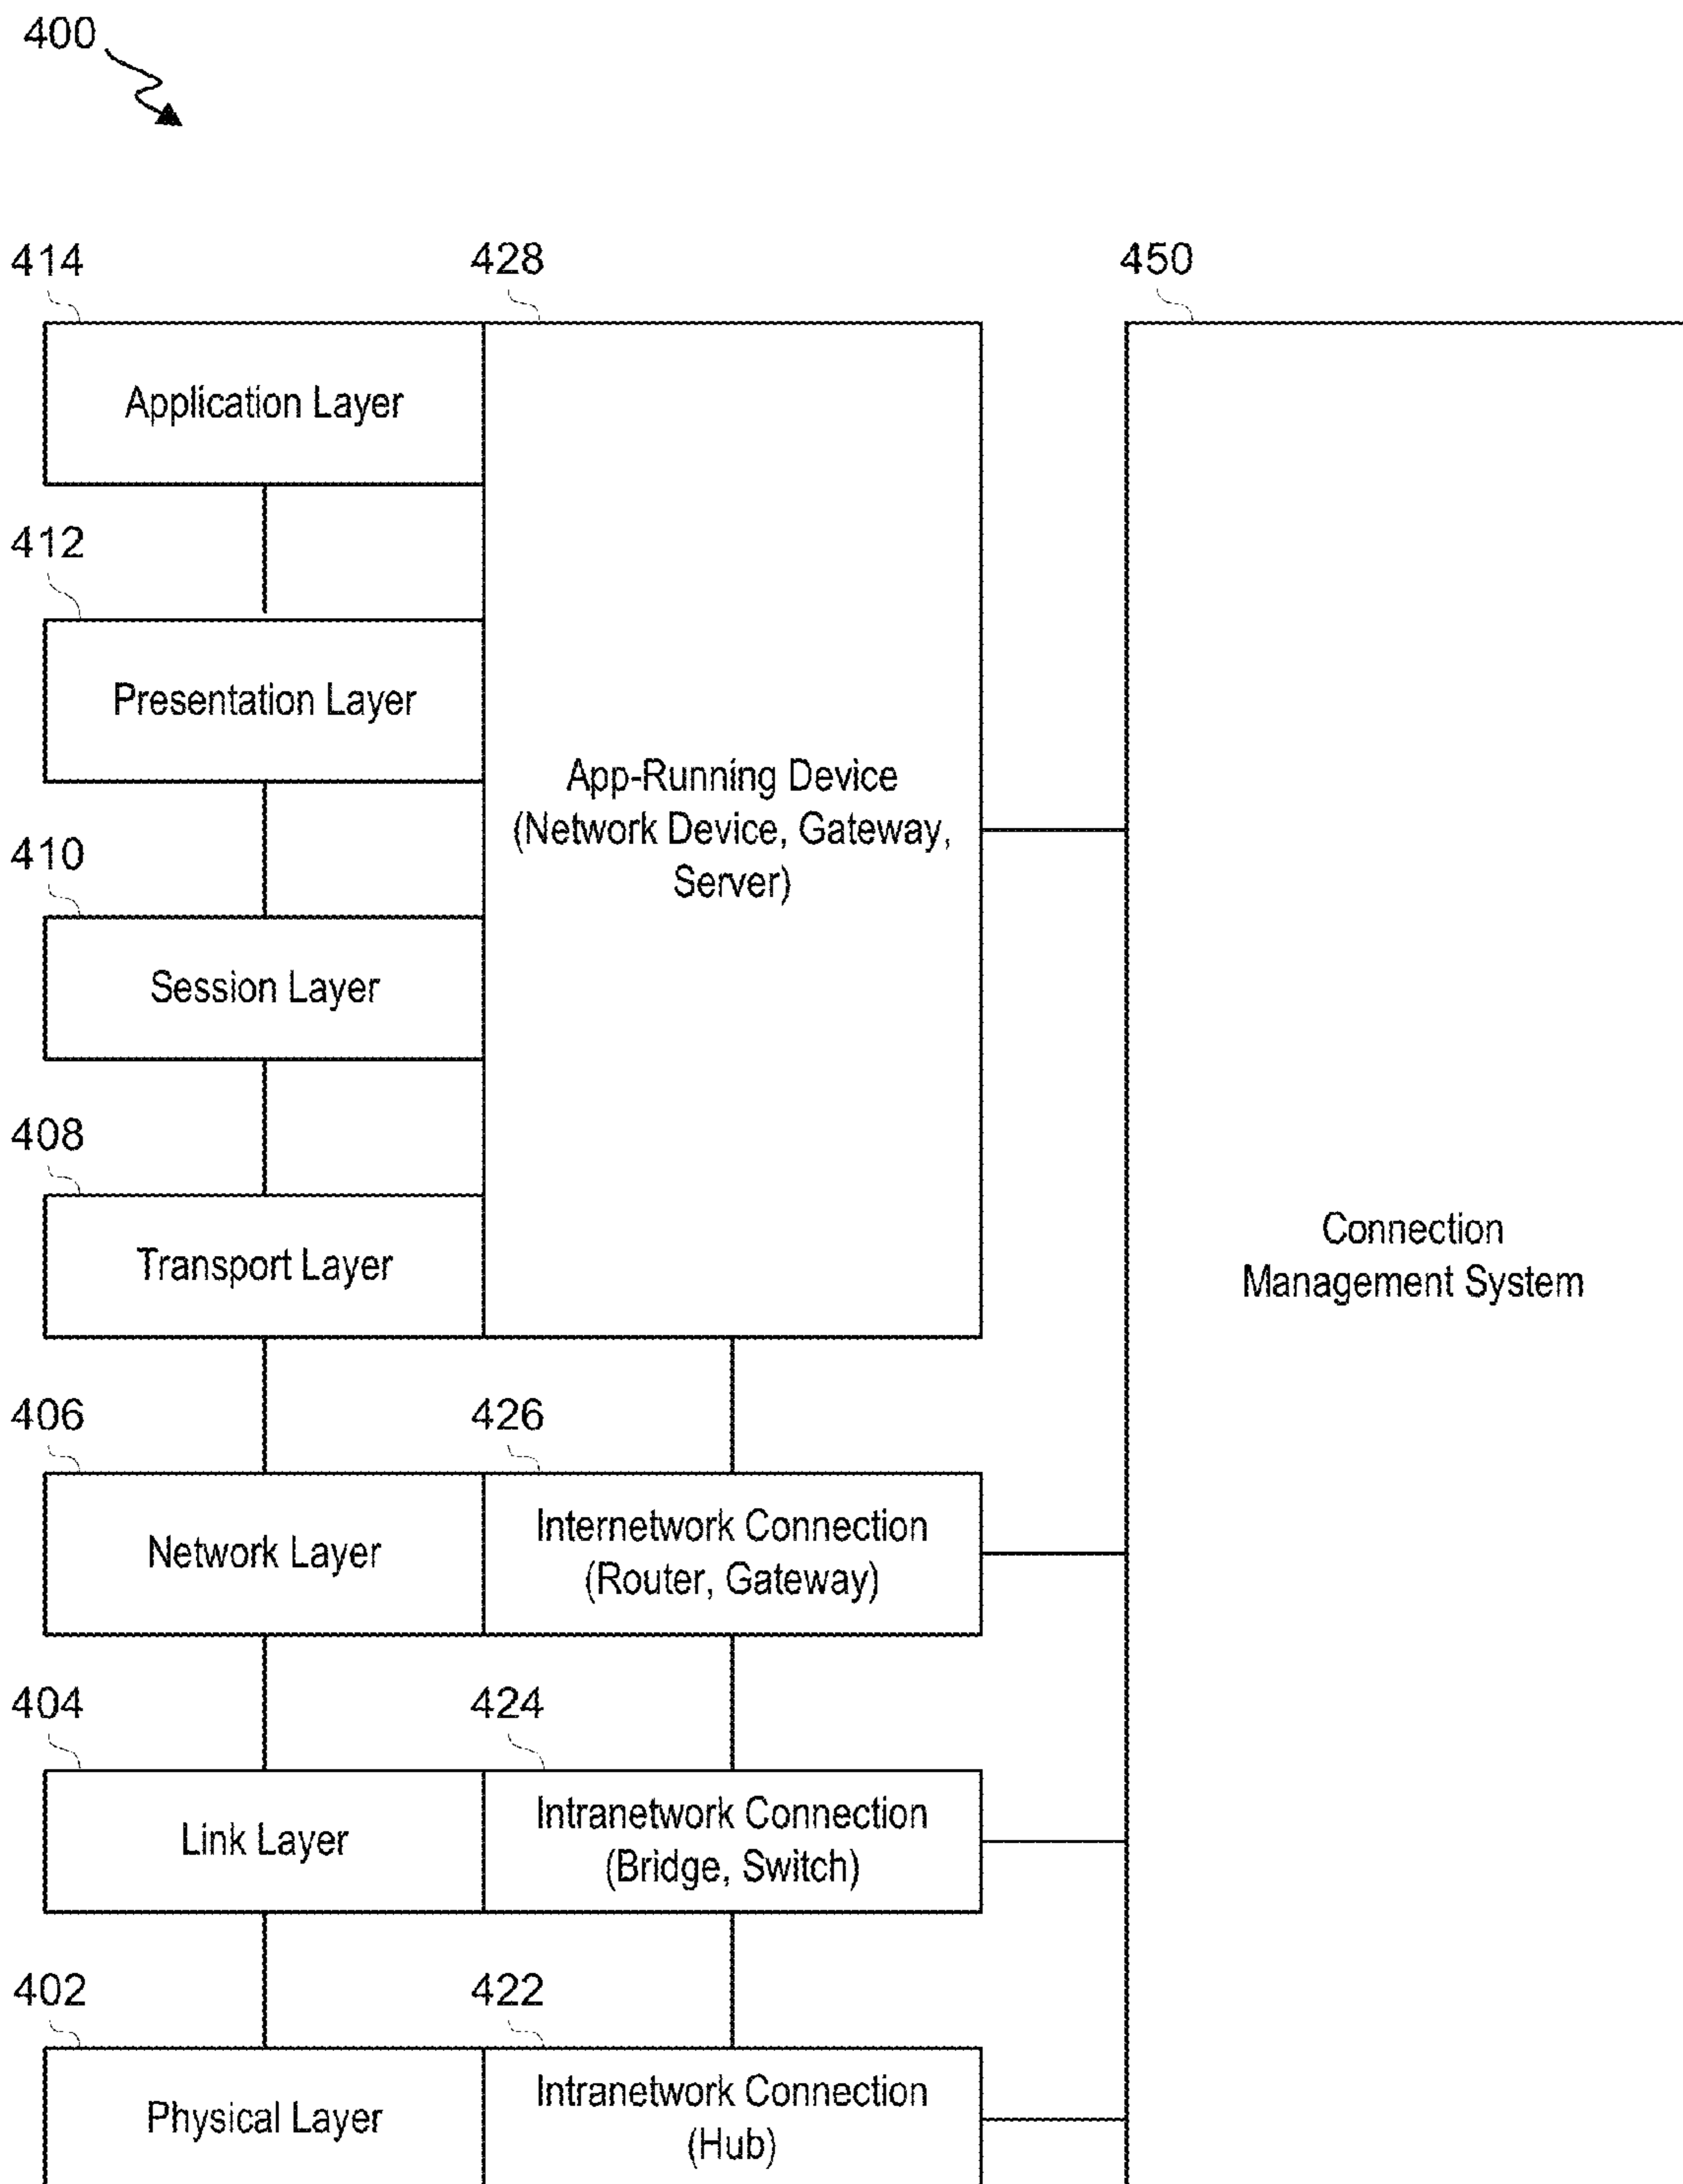 400
414
428
450
Application Layer
412
Presentation Layer
App-Running Device
(Network Device, Gateway,
Server)
410
Session Layer
408
Transport Layer
Connection
Management System
406
426
Network Layer
Internetwork Connection
(Router, Gateway)
404
424
Link Layer
Intranetwork Connection
(Bridge, Switch)
402
422
Physical Layer
Intranetwork Connection
(Hub)